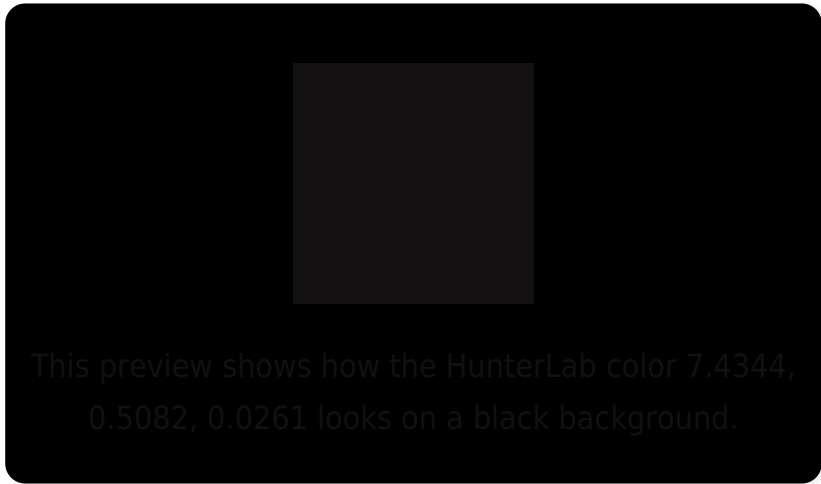 This preview shows how the HunterLab color 7.4344,
0.5082, 0.0261 looks on a black background.